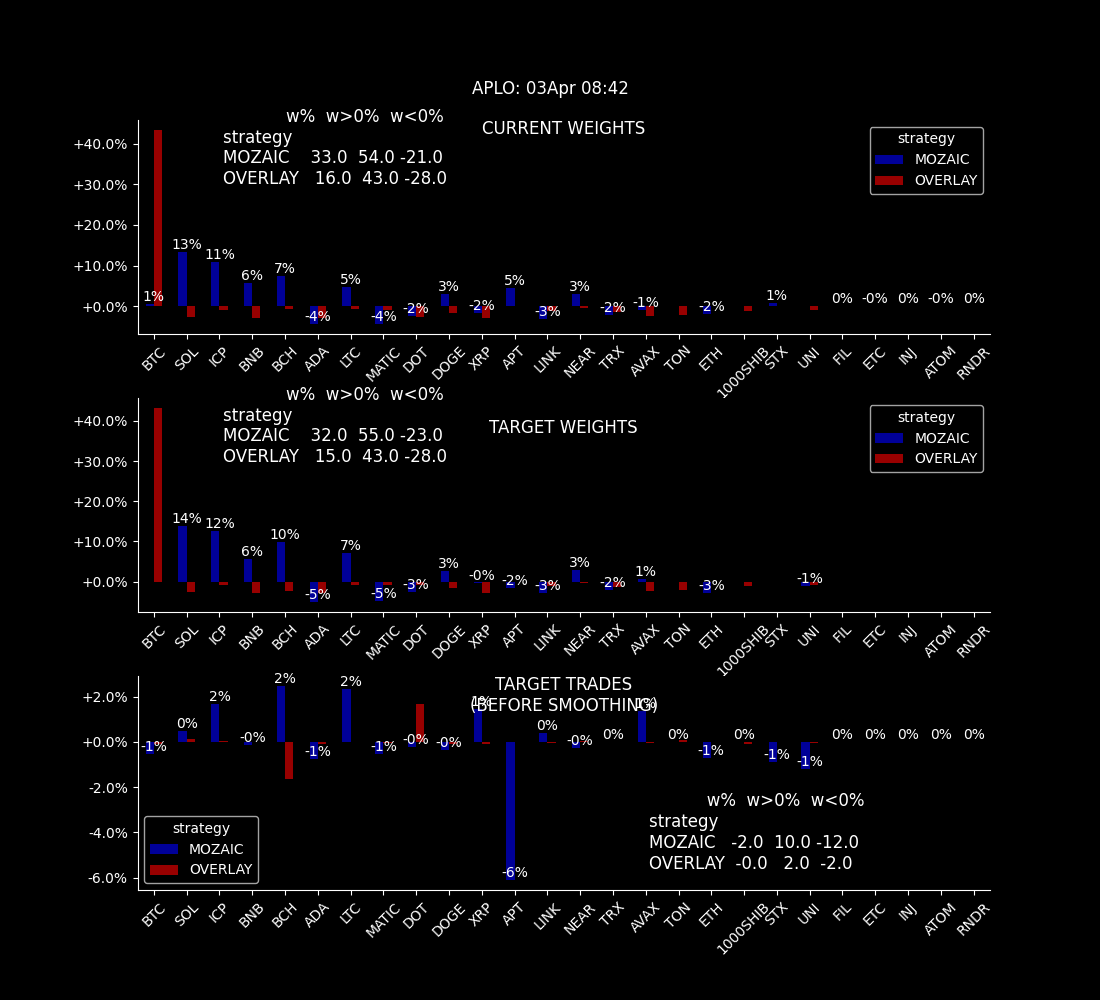 APLO: 03Apr 08:42
CURRENT WEIGHTS
w% w>0% w<0%
strategy
MOZAIC 33.0 54.0 -21.0
OVERLAY 16.0 43.0 -28.0
strategy
MOZAIC
OVERLAY
+40.0%
+30.0%
+20.0%
+10.0%
+0.0%
1% 13% 11% 6% 7% -4% 5% -4% -2% 3% -2% 5% -3% 3% -2% -1% -2% 1% 0% -0% 0% -0% 0%
BTC SOL ICP BNB BCH ADA LTC MATIC DOT DOGE XRP APT LINK NEAR TRX AVAX TON ETH 1000SHIB STX UNI FIL ETC INJ ATOM RNDR
TARGET WEIGHTS
w% w>0% w<0%
strategy
MOZAIC 32.0 55.0 -23.0
OVERLAY 15.0 43.0 -28.0
strategy
MOZAIC
OVERLAY
+40.0%
+30.0%
+20.0%
+10.0%
+0.0%
14% 12% 6% 10% -5% 7% -5% -3% 3% -0% -2% -3% 3% -2% 1% -3% -1%
BTC SOL ICP BNB BCH ADA LTC MATIC DOT DOGE XRP APT LINK NEAR TRX AVAX TON ETH 1000SHIB STX UNI FIL ETC INJ ATOM RNDR
TARGET TRADES
(BEFORE SMOOTHING)
+2.0%
+0.0%
-2.0%
-4.0%
-6.0%
-1% 0% 2% -0% 2% -1% 2% -1% -0% -0% 1% -6% 0% -0% 0% 1% 0% -1% 0% -1% -1% 0% 0% 0% 0% 0%
w% w>0% w<0%
strategy
MOZAIC -2.0 10.0 -12.0
OVERLAY -0.0 2.0 -2.0
strategy
MOZAIC
OVERLAY
BTC SOL ICP BNB BCH ADA LTC MATIC DOT DOGE XRP APT LINK NEAR TRX AVAX TON ETH 1000SHIB STX UNI FIL ETC INJ ATOM RNDR